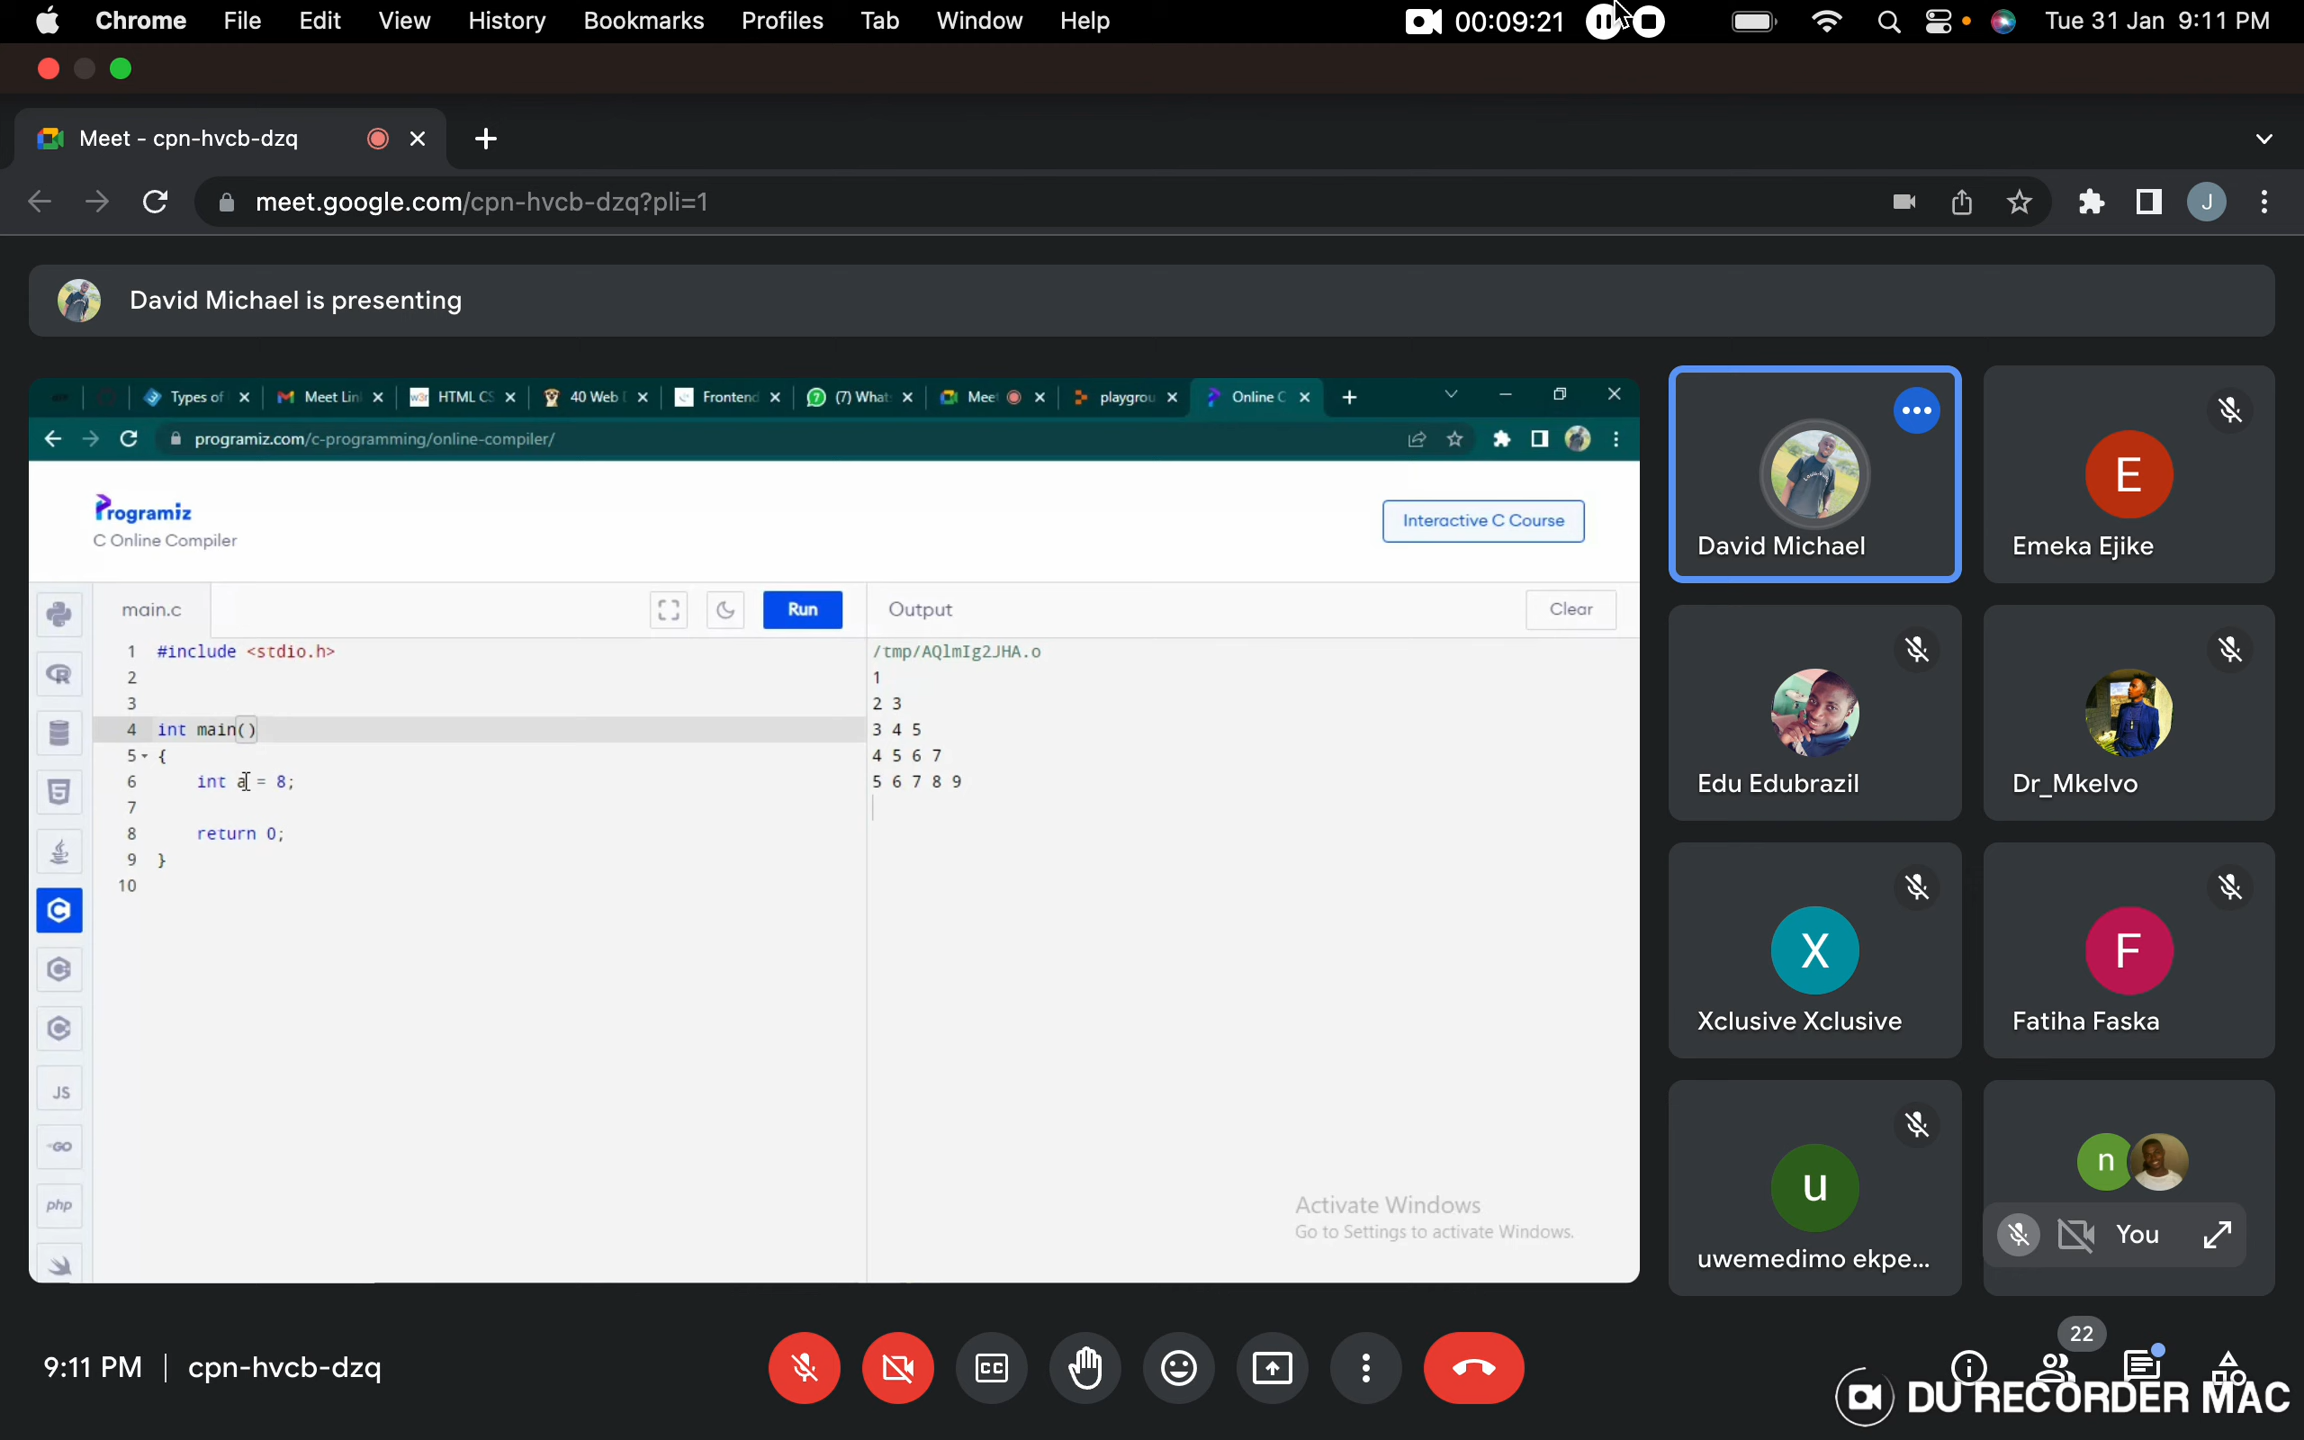 Chrome File Edit View History Bookmarks Profiles Tab Window Help 00:09:21 Tue 31 Jan 9:11 PM
Meet - cpn-hvcb-dzq
meet.google.com/cpn-hvcb-dzq?pli=1 J
David Michael is presenting
Types of Meet Lin HTML CS 40 Web Frontend (7) What Meet playgrou Online C
programiz.com/c-programming/online-compiler/
Programiz
C Online Compiler
Interactive C Course
main.c Run Output Clear
1 #include <stdio.h>
2
3
4 int main()
5 {
6 int a = 8;
7
8 return 0;
9 }
10
JS
GO
php
/tmp/AQlmIg2JHA.o
1
2 3
3 4 5
4 5 6 7
5 6 7 8 9
Activate Windows
Go to Settings to activate Windows.
David Michael
E
Emeka Ejike
Edu Edubrazil
Dr_Mkelvo
X
Xclusive Xclusive
F
Fatiha Faska
u
uwemedimo ekpe...
n
You
9:11 PM | cpn-hvcb-dzq
CC
22
DU RECORDER MAC